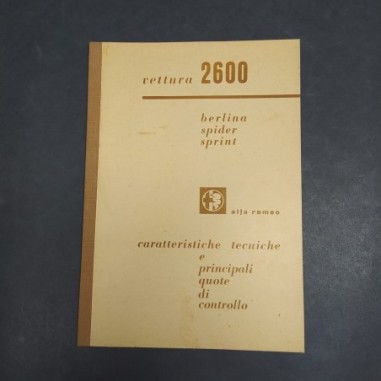 vettura 2600
berlina
spider
sprint
alfa romeo
caratteristiche tecniche
e
principali
quote
di
controllo